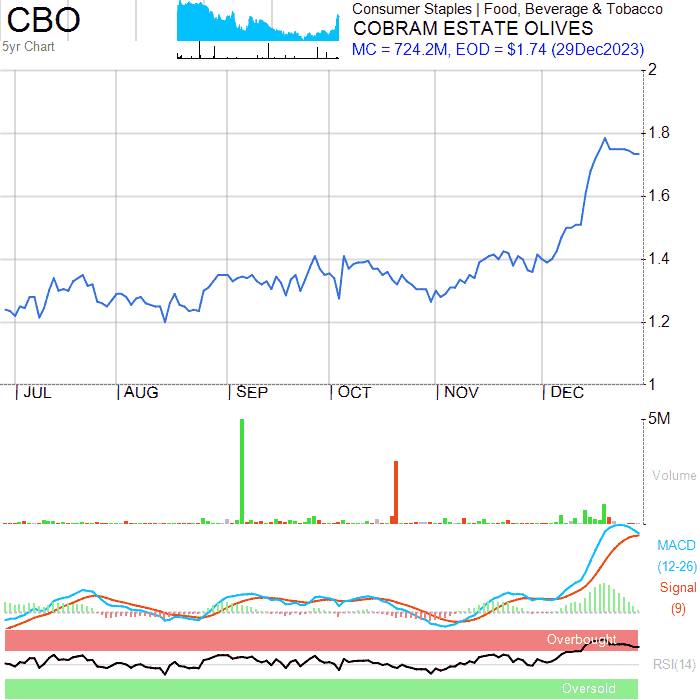 CBO
5yr Chart
Consumer Staples | Food, Beverage & Tobacco
COBRAM ESTATE OLIVES
MC = 724.2M, EOD = $1.74 (29Dec2023)
2
1.8
1.6
1.4
1.2
1
| JUL | AUG | SEP | OCT | NOV | DEC
5M
Volume
MACD
(12-26)
Signal
(9)
Overbought
RSI(14)
Oversold